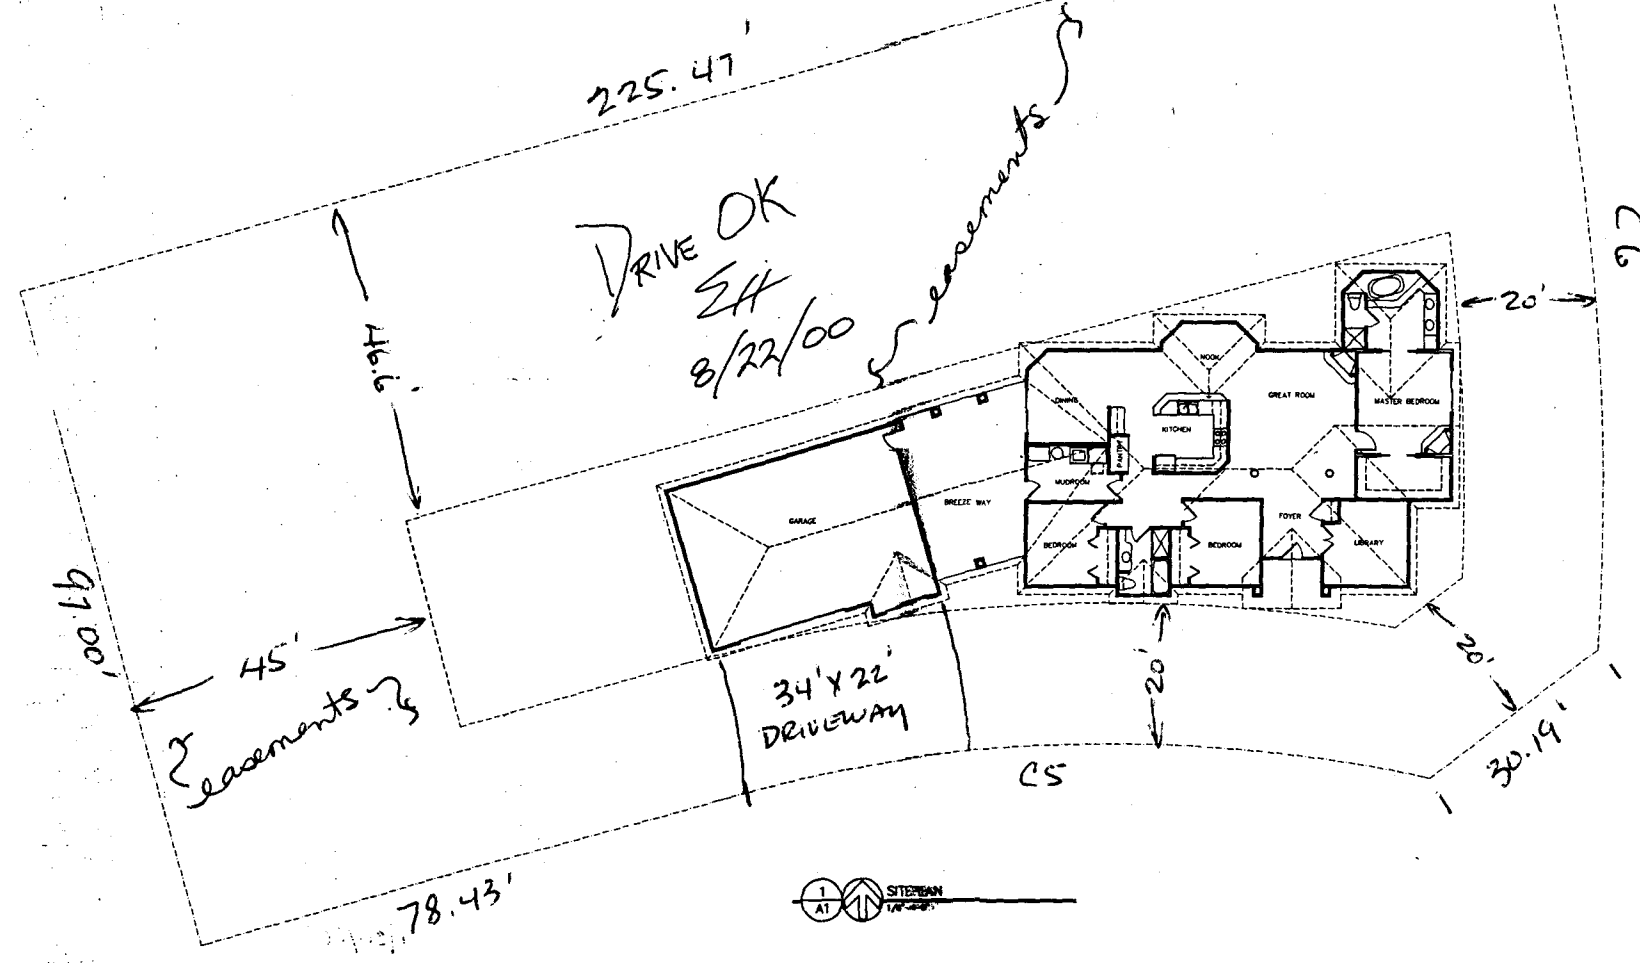 225.47'
easements
DRIVE OK
EH
8/22/00
46.6'
20'
C6
NOOK
DINING
GREAT ROOM
MASTER BEDROOM
KITCHEN
PANTRY
MUDROOM
BREEZE WAY
GARAGE
FOYER
BEDROOM
BEDROOM
LIBRARY
97.00'
45'
easements
34' X 22'
DRIVEWAY
20'
20'
30.19'
C5
78.43'
1
A1
SITEPLAN